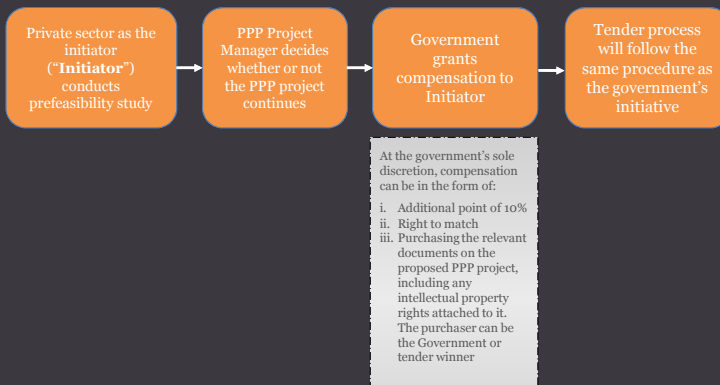 Private sector as the
initiator
(“Initiator”)
conducts
prefeasibility study
PPP Project
Manager decides
whether or not
the PPP project
continues
Government
grants
compensation to
Initiator
Tender process
will follow the
same procedure as
the government’s
initiative
At the government’s sole
discretion, compensation
can be in the form of:
i. Additional point of 10%
ii. Right to match
iii. Purchasing the relevant
documents on the
proposed PPP project,
including any
intellectual property
rights attached to it.
The purchaser can be
the Government or
tender winner